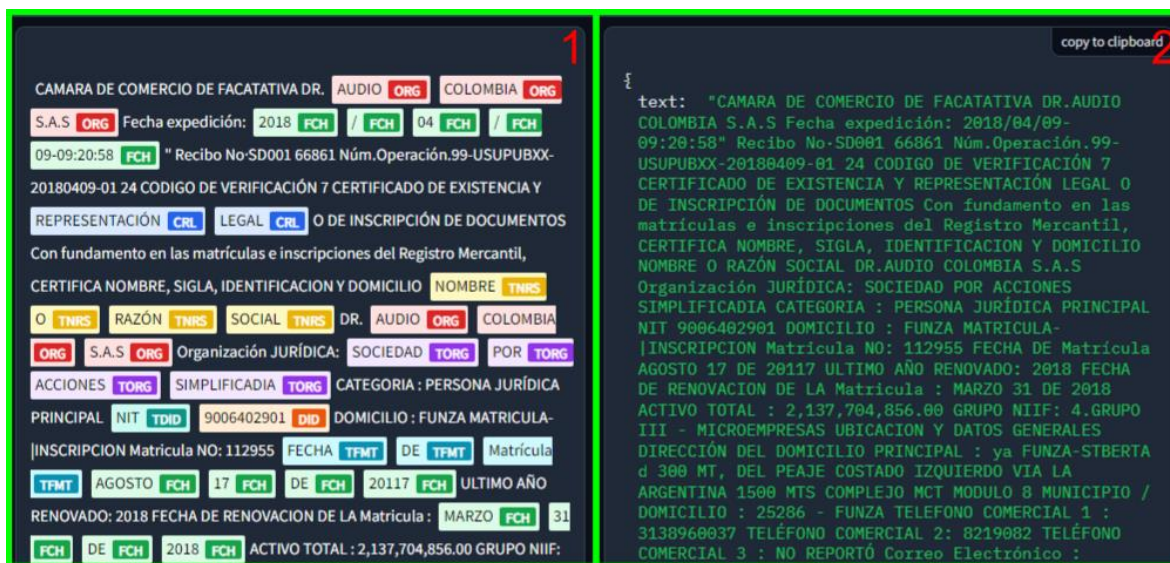 1
CAMARA DE COMERCIO DE FACATATIVA DR. AUDIO ORG COLOMBIA ORG
S.A.S ORG Fecha expedición: 2018 FCH / FCH 04 FCH / FCH
09-09:20:58 FCH " Recibo No·SD001 66861 Núm.Operación.99-USUPUBXX-
20180409-01 24 CODIGO DE VERIFICACIÓN 7 CERTIFICADO DE EXISTENCIA Y
REPRESENTACIÓN CRL LEGAL CRL O DE INSCRIPCIÓN DE DOCUMENTOS
Con fundamento en las matrículas e inscripciones del Registro Mercantil,
CERTIFICA NOMBRE, SIGLA, IDENTIFICACION Y DOMICILIO NOMBRE TNRS
O TNRS RAZÓN TNRS SOCIAL TNRS DR. AUDIO ORG COLOMBIA
ORG S.A.S ORG Organización JURÍDICA: SOCIEDAD TORG POR TORG
ACCIONES TORG SIMPLIFICADIA TORG CATEGORIA : PERSONA JURÍDICA
PRINCIPAL NIT TDID 9006402901 DID DOMICILIO : FUNZA MATRICULA-
|INSCRIPCION Matricula NO: 112955 FECHA TFMT DE TFMT Matrícula
TFMT AGOSTO FCH 17 FCH DE FCH 20117 FCH ULTIMO AÑO
RENOVADO: 2018 FECHA DE RENOVACION DE LA Matricula : MARZO FCH 31
FCH DE FCH 2018 FCH ACTIVO TOTAL : 2,137,704,856.00 GRUPO NIIF:
copy to clipboard
2
{
text: "CAMARA DE COMERCIO DE FACATATIVA DR.AUDIO
COLOMBIA S.A.S Fecha expedición: 2018/04/09-
09:20:58" Recibo No·SD001 66861 Núm.Operación.99-
USUPUBXX-20180409-01 24 CODIGO DE VERIFICACIÓN 7
CERTIFICADO DE EXISTENCIA Y REPRESENTACIÓN LEGAL O
DE INSCRIPCIÓN DE DOCUMENTOS Con fundamento en las
matrículas e inscripciones del Registro Mercantil,
CERTIFICA NOMBRE, SIGLA, IDENTIFICACION Y DOMICILIO
NOMBRE O RAZÓN SOCIAL DR.AUDIO COLOMBIA S.A.S
Organización JURÍDICA: SOCIEDAD POR ACCIONES
SIMPLIFICADIA CATEGORIA : PERSONA JURÍDICA PRINCIPAL
NIT 9006402901 DOMICILIO : FUNZA MATRICULA-
|INSCRIPCION Matricula NO: 112955 FECHA DE Matrícula
AGOSTO 17 DE 20117 ULTIMO AÑO RENOVADO: 2018 FECHA
DE RENOVACION DE LA Matricula : MARZO 31 DE 2018
ACTIVO TOTAL : 2,137,704,856.00 GRUPO NIIF: 4.GRUPO
III - MICROEMPRESAS UBICACION Y DATOS GENERALES
DIRECCIÓN DEL DOMICILIO PRINCIPAL : ya FUNZA-STBERTA
d 300 MT, DEL PEAJE COSTADO IZQUIERDO VIA LA
ARGENTINA 1500 MTS COMPLEJO MCT MODULO 8 MUNICIPIO /
DOMICILIO : 25286 - FUNZA TELEFONO COMERCIAL 1 :
3138960037 TELÉFONO COMERCIAL 2: 8219082 TELÉFONO
COMERCIAL 3 : NO REPORTÓ Correo Electrónico :